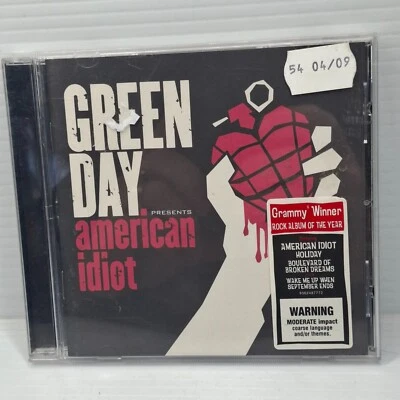 54 04/09
GREEN
DAY
PRESENTS
american
idiot
Grammy® Winner
ROCK ALBUM OF THE YEAR
AMERICAN IDIOT
HOLIDAY
BOULEVARD OF
BROKEN DREAMS
WAKE ME UP WHEN
SEPTEMBER ENDS
WARNING
MODERATE impact
coarse language
and/or themes.